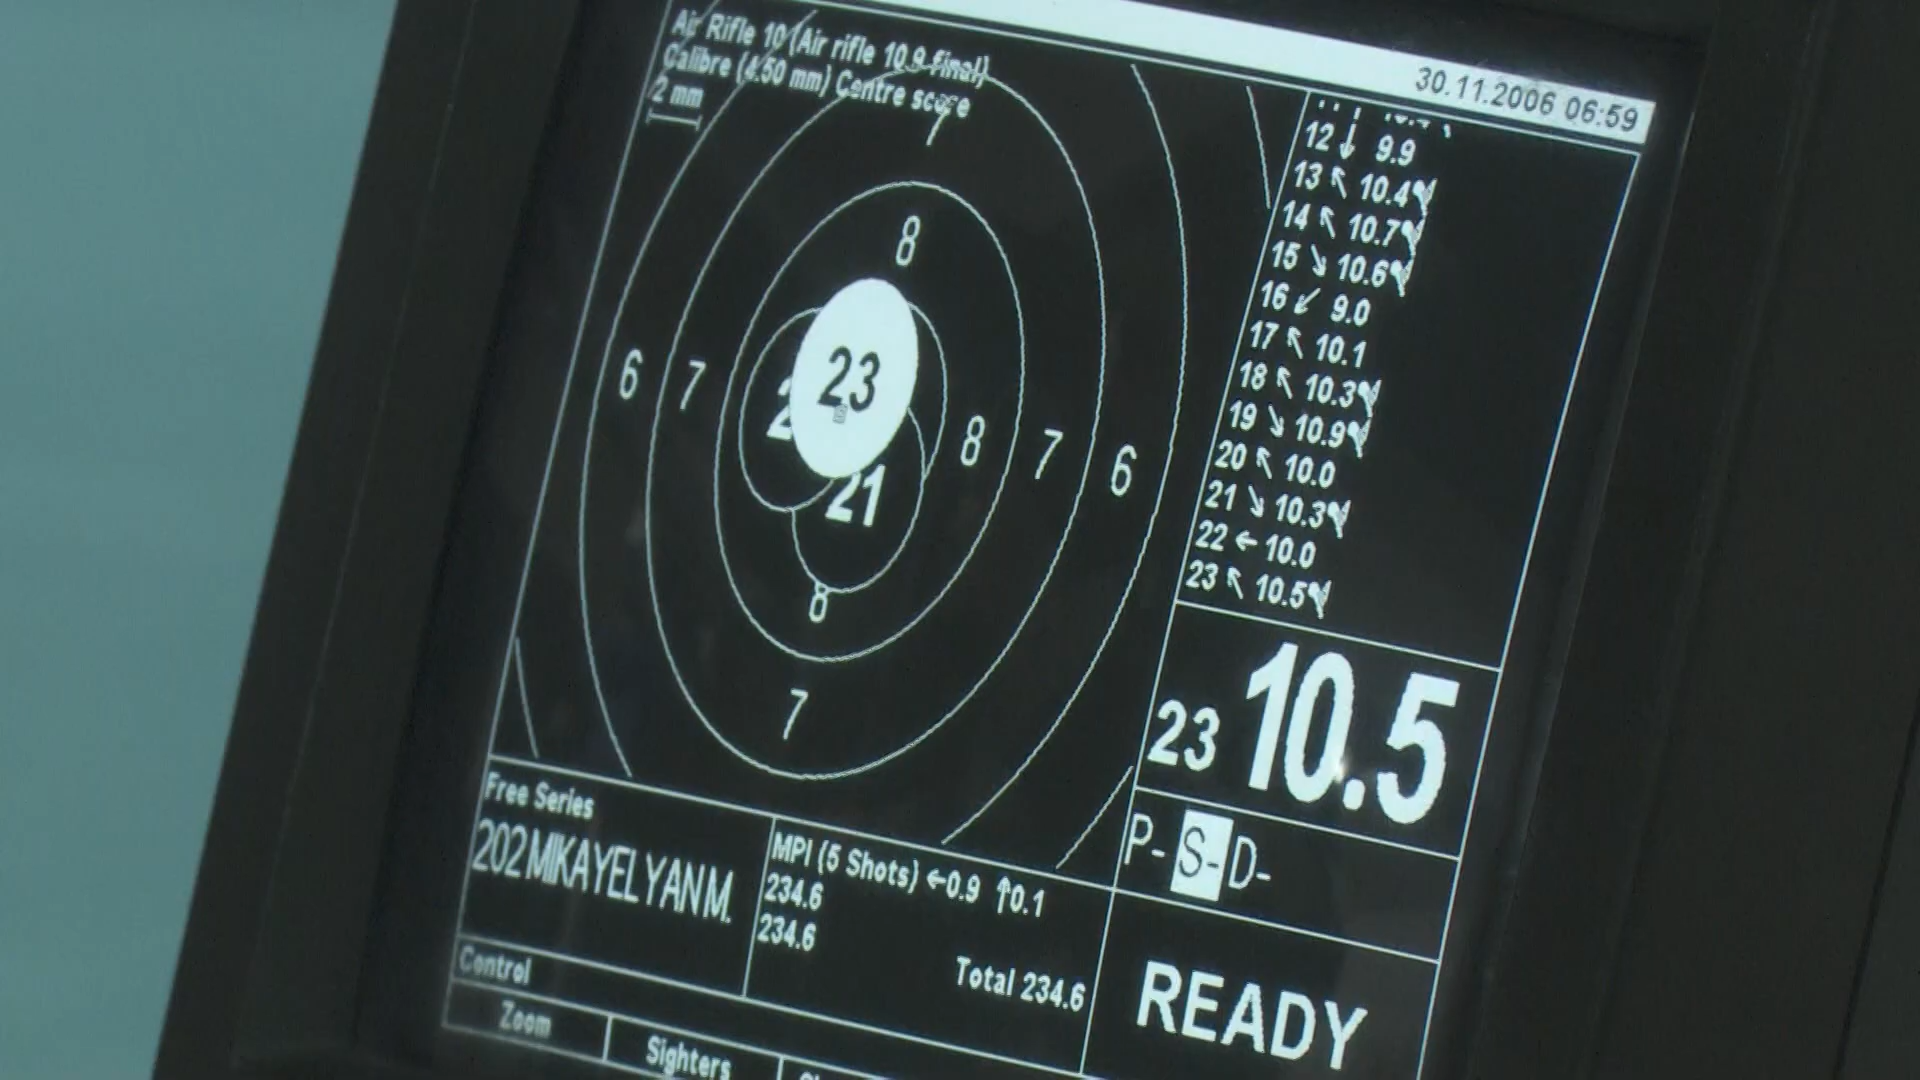 30.11.2006 06:59
Air Rifle 10 (Air rifle 10.9 final)
Calibre (4.50 mm) Centre score
2 mm
7
8
6 7 8 7 6
8
7
23
21
12 ↓ 9.9
13 ↖ 10.4
14 ↖ 10.7
15 ↘ 10.6
16 ↙ 9.0
17 ↖ 10.1
18 ↖ 10.3
19 ↘ 10.9
20 ↖ 10.0
21 ↘ 10.3
22 ← 10.0
23 ↖ 10.5
23 10.5
P- S- D-
READY
Free Series
202 MIKAYELYAN M.
MPI (5 Shots) ←0.9 ↑0.1
234.6
234.6
Total 234.6
Control
Zoom
Sighters